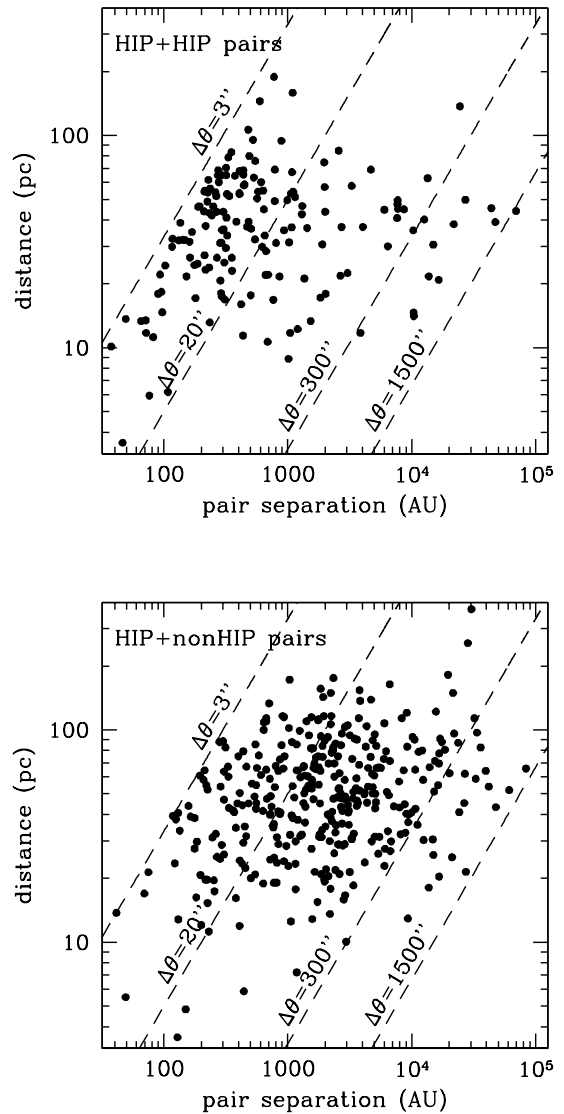 HIP+HIP pairs
Δθ=3"
Δθ=20"
Δθ=300"
Δθ=1500"
100
10
distance (pc)
100 1000 10⁴ 10⁵
pair separation (AU)
HIP+nonHIP pairs
Δθ=3"
Δθ=20"
Δθ=300"
Δθ=1500"
100
10
distance (pc)
100 1000 10⁴ 10⁵
pair separation (AU)